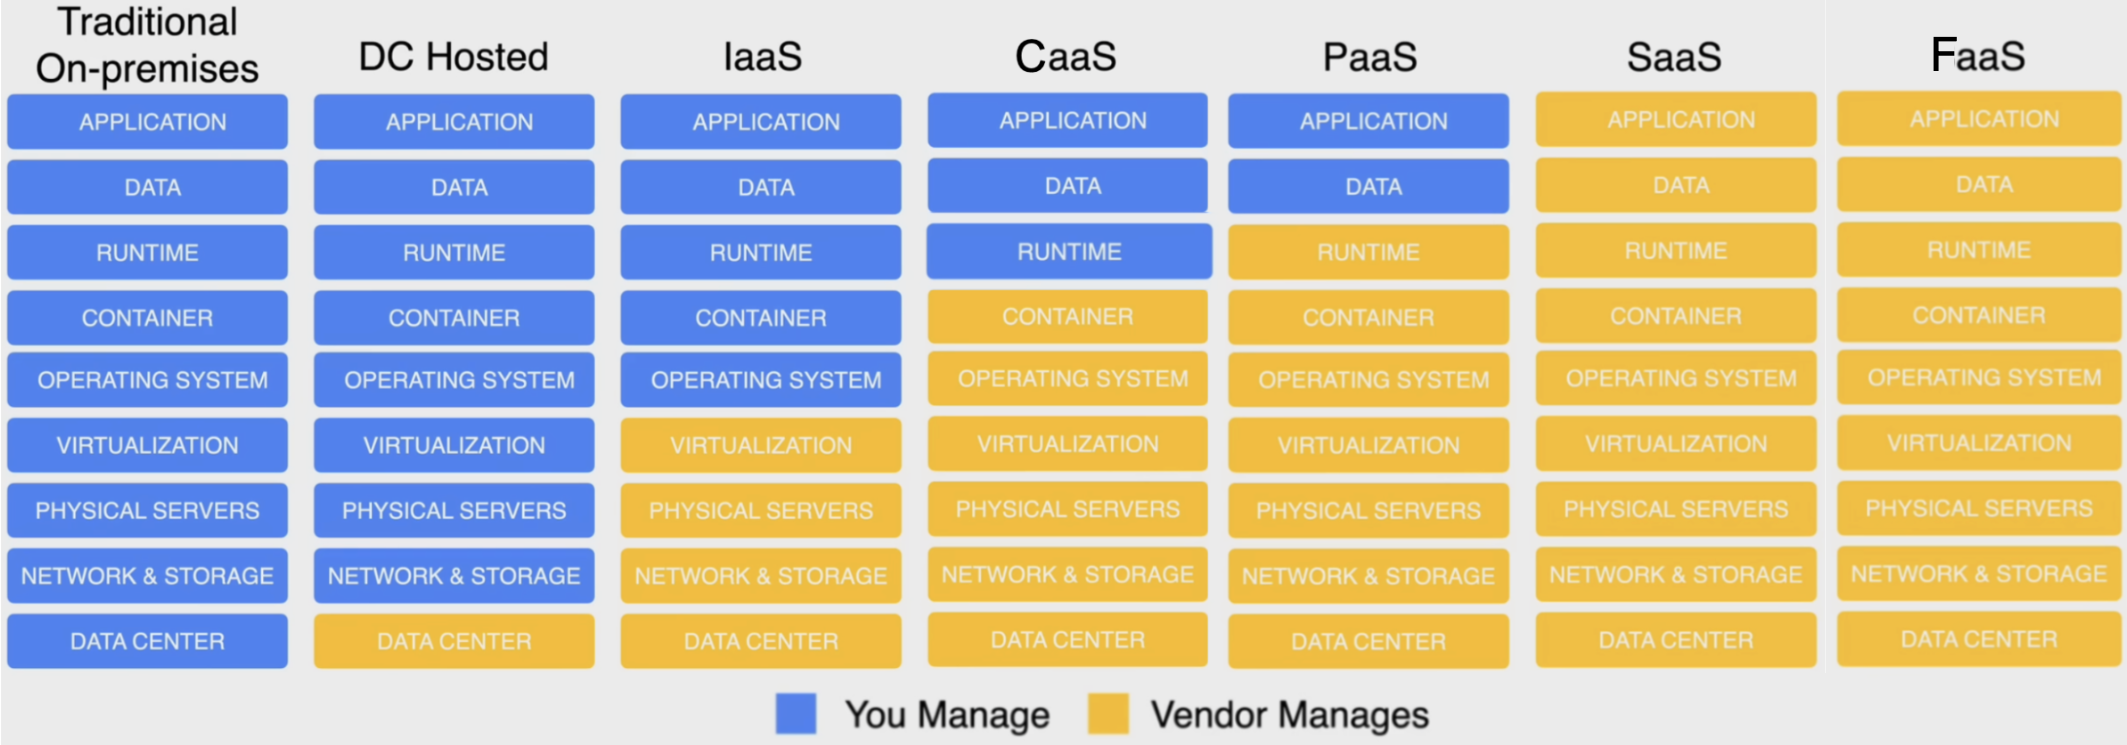 Traditional
On-premises
DC Hosted
IaaS
CaaS
PaaS
SaaS
FaaS
APPLICATION APPLICATION APPLICATION APPLICATION APPLICATION APPLICATION APPLICATION
DATA DATA DATA DATA DATA DATA DATA
RUNTIME RUNTIME RUNTIME RUNTIME RUNTIME RUNTIME RUNTIME
CONTAINER CONTAINER CONTAINER CONTAINER CONTAINER CONTAINER CONTAINER
OPERATING SYSTEM OPERATING SYSTEM OPERATING SYSTEM OPERATING SYSTEM OPERATING SYSTEM OPERATING SYSTEM OPERATING SYSTEM
VIRTUALIZATION VIRTUALIZATION VIRTUALIZATION VIRTUALIZATION VIRTUALIZATION VIRTUALIZATION VIRTUALIZATION
PHYSICAL SERVERS PHYSICAL SERVERS PHYSICAL SERVERS PHYSICAL SERVERS PHYSICAL SERVERS PHYSICAL SERVERS PHYSICAL SERVERS
NETWORK & STORAGE NETWORK & STORAGE NETWORK & STORAGE NETWORK & STORAGE NETWORK & STORAGE NETWORK & STORAGE NETWORK & STORAGE
DATA CENTER DATA CENTER DATA CENTER DATA CENTER DATA CENTER DATA CENTER DATA CENTER
You Manage Vendor Manages